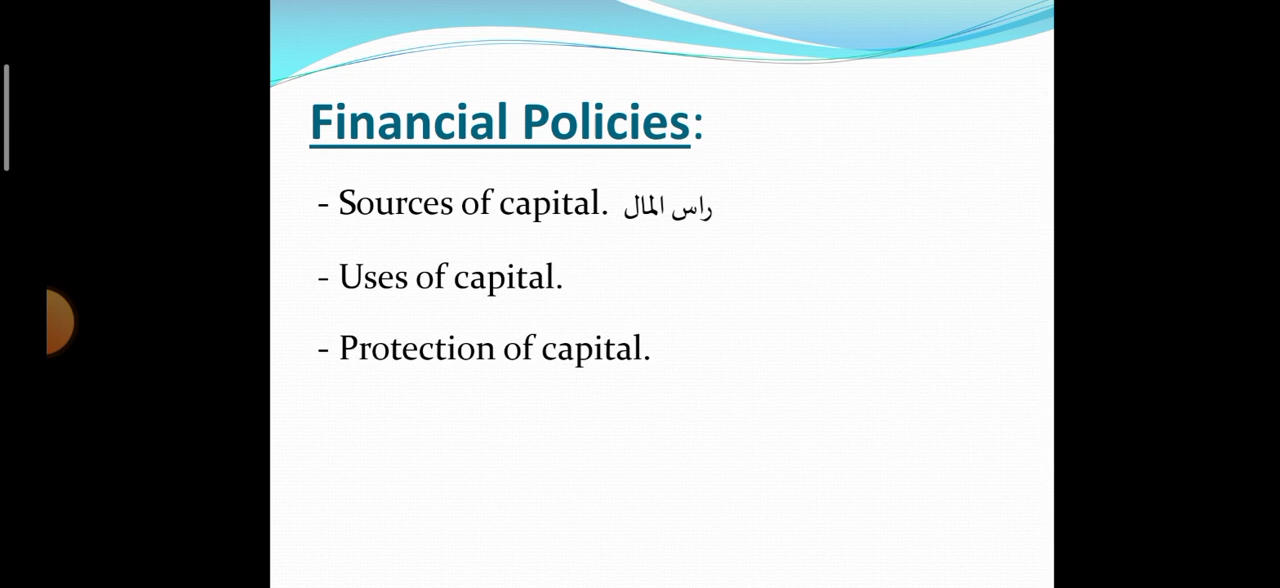 Financial Policies:
- Sources of capital. راس المال
- Uses of capital.
- Protection of capital.